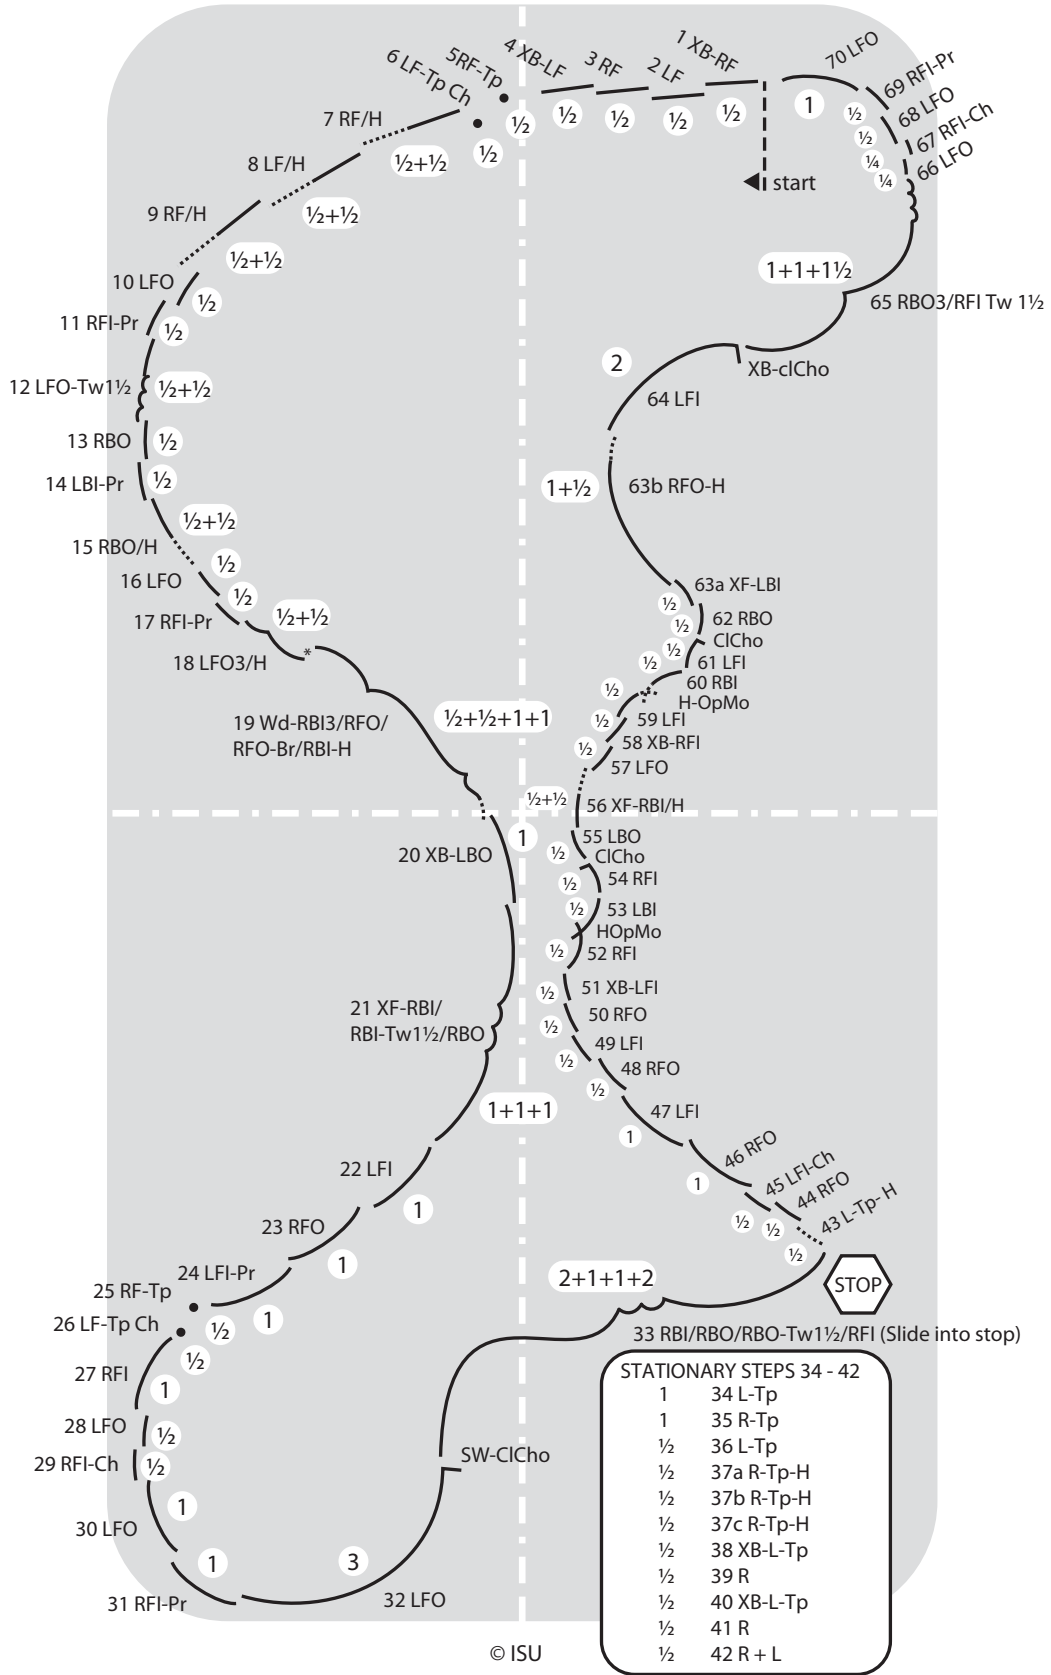 1 XB-RF
½
2 LF
½
3 RF
½
4 XB-LF
½
5RF-Tp
½
6 LF-Tp Ch
½
7 RF/H
½+½
8 LF/H
½+½
9 RF/H
½+½
10 LFO
½
11 RFI-Pr
½
12 LFO-Tw1½
½+½
13 RBO
½
14 LBI-Pr
½
15 RBO/H
½+½
16 LFO
½
17 RFI-Pr
½
18 LFO3/H
½+½
*
19 Wd-RBI3/RFO/
RFO-Br/RBI-H
½+½+1+1
20 XB-LBO
1
21 XF-RBI/
RBI-Tw1½/RBO
1+1+1
22 LFI
1
23 RFO
1
24 LFI-Pr
1
25 RF-Tp
½
26 LF-Tp Ch
½
27 RFI
1
28 LFO
½
29 RFI-Ch
½
30 LFO
1
31 RFI-Pr
1
32 LFO
3
SW-ClCho
2+1+1+2
33 RBI/RBO/RBO-Tw1½/RFI (Slide into stop)
STOP
STATIONARY STEPS 34 - 42
1 34 L-Tp
1 35 R-Tp
½ 36 L-Tp
½ 37a R-Tp-H
½ 37b R-Tp-H
½ 37c R-Tp-H
½ 38 XB-L-Tp
½ 39 R
½ 40 XB-L-Tp
½ 41 R
½ 42 R + L
43 L-Tp- H
½
44 RFO
½
45 LFI-Ch
½
46 RFO
1
47 LFI
1
48 RFO
½
49 LFI
½
50 RFO
½
51 XB-LFI
½
52 RFI
½
HOpMo
53 LBI
½
54 RFI
½
ClCho
55 LBO
½
56 XF-RBI/H
½+½
57 LFO
½
58 XB-RFI
½
59 LFI
½
H-OpMo
60 RBI
½
61 LFI
½
ClCho
62 RBO
½
63a XF-LBI
½
63b RFO-H
1+½
64 LFI
2
XB-clCho
65 RBO3/RFI Tw 1½
1+1+1½
66 LFO
¼
67 RFI-Ch
¼
68 LFO
½
69 RFI-Pr
½
70 LFO
1
start
© ISU